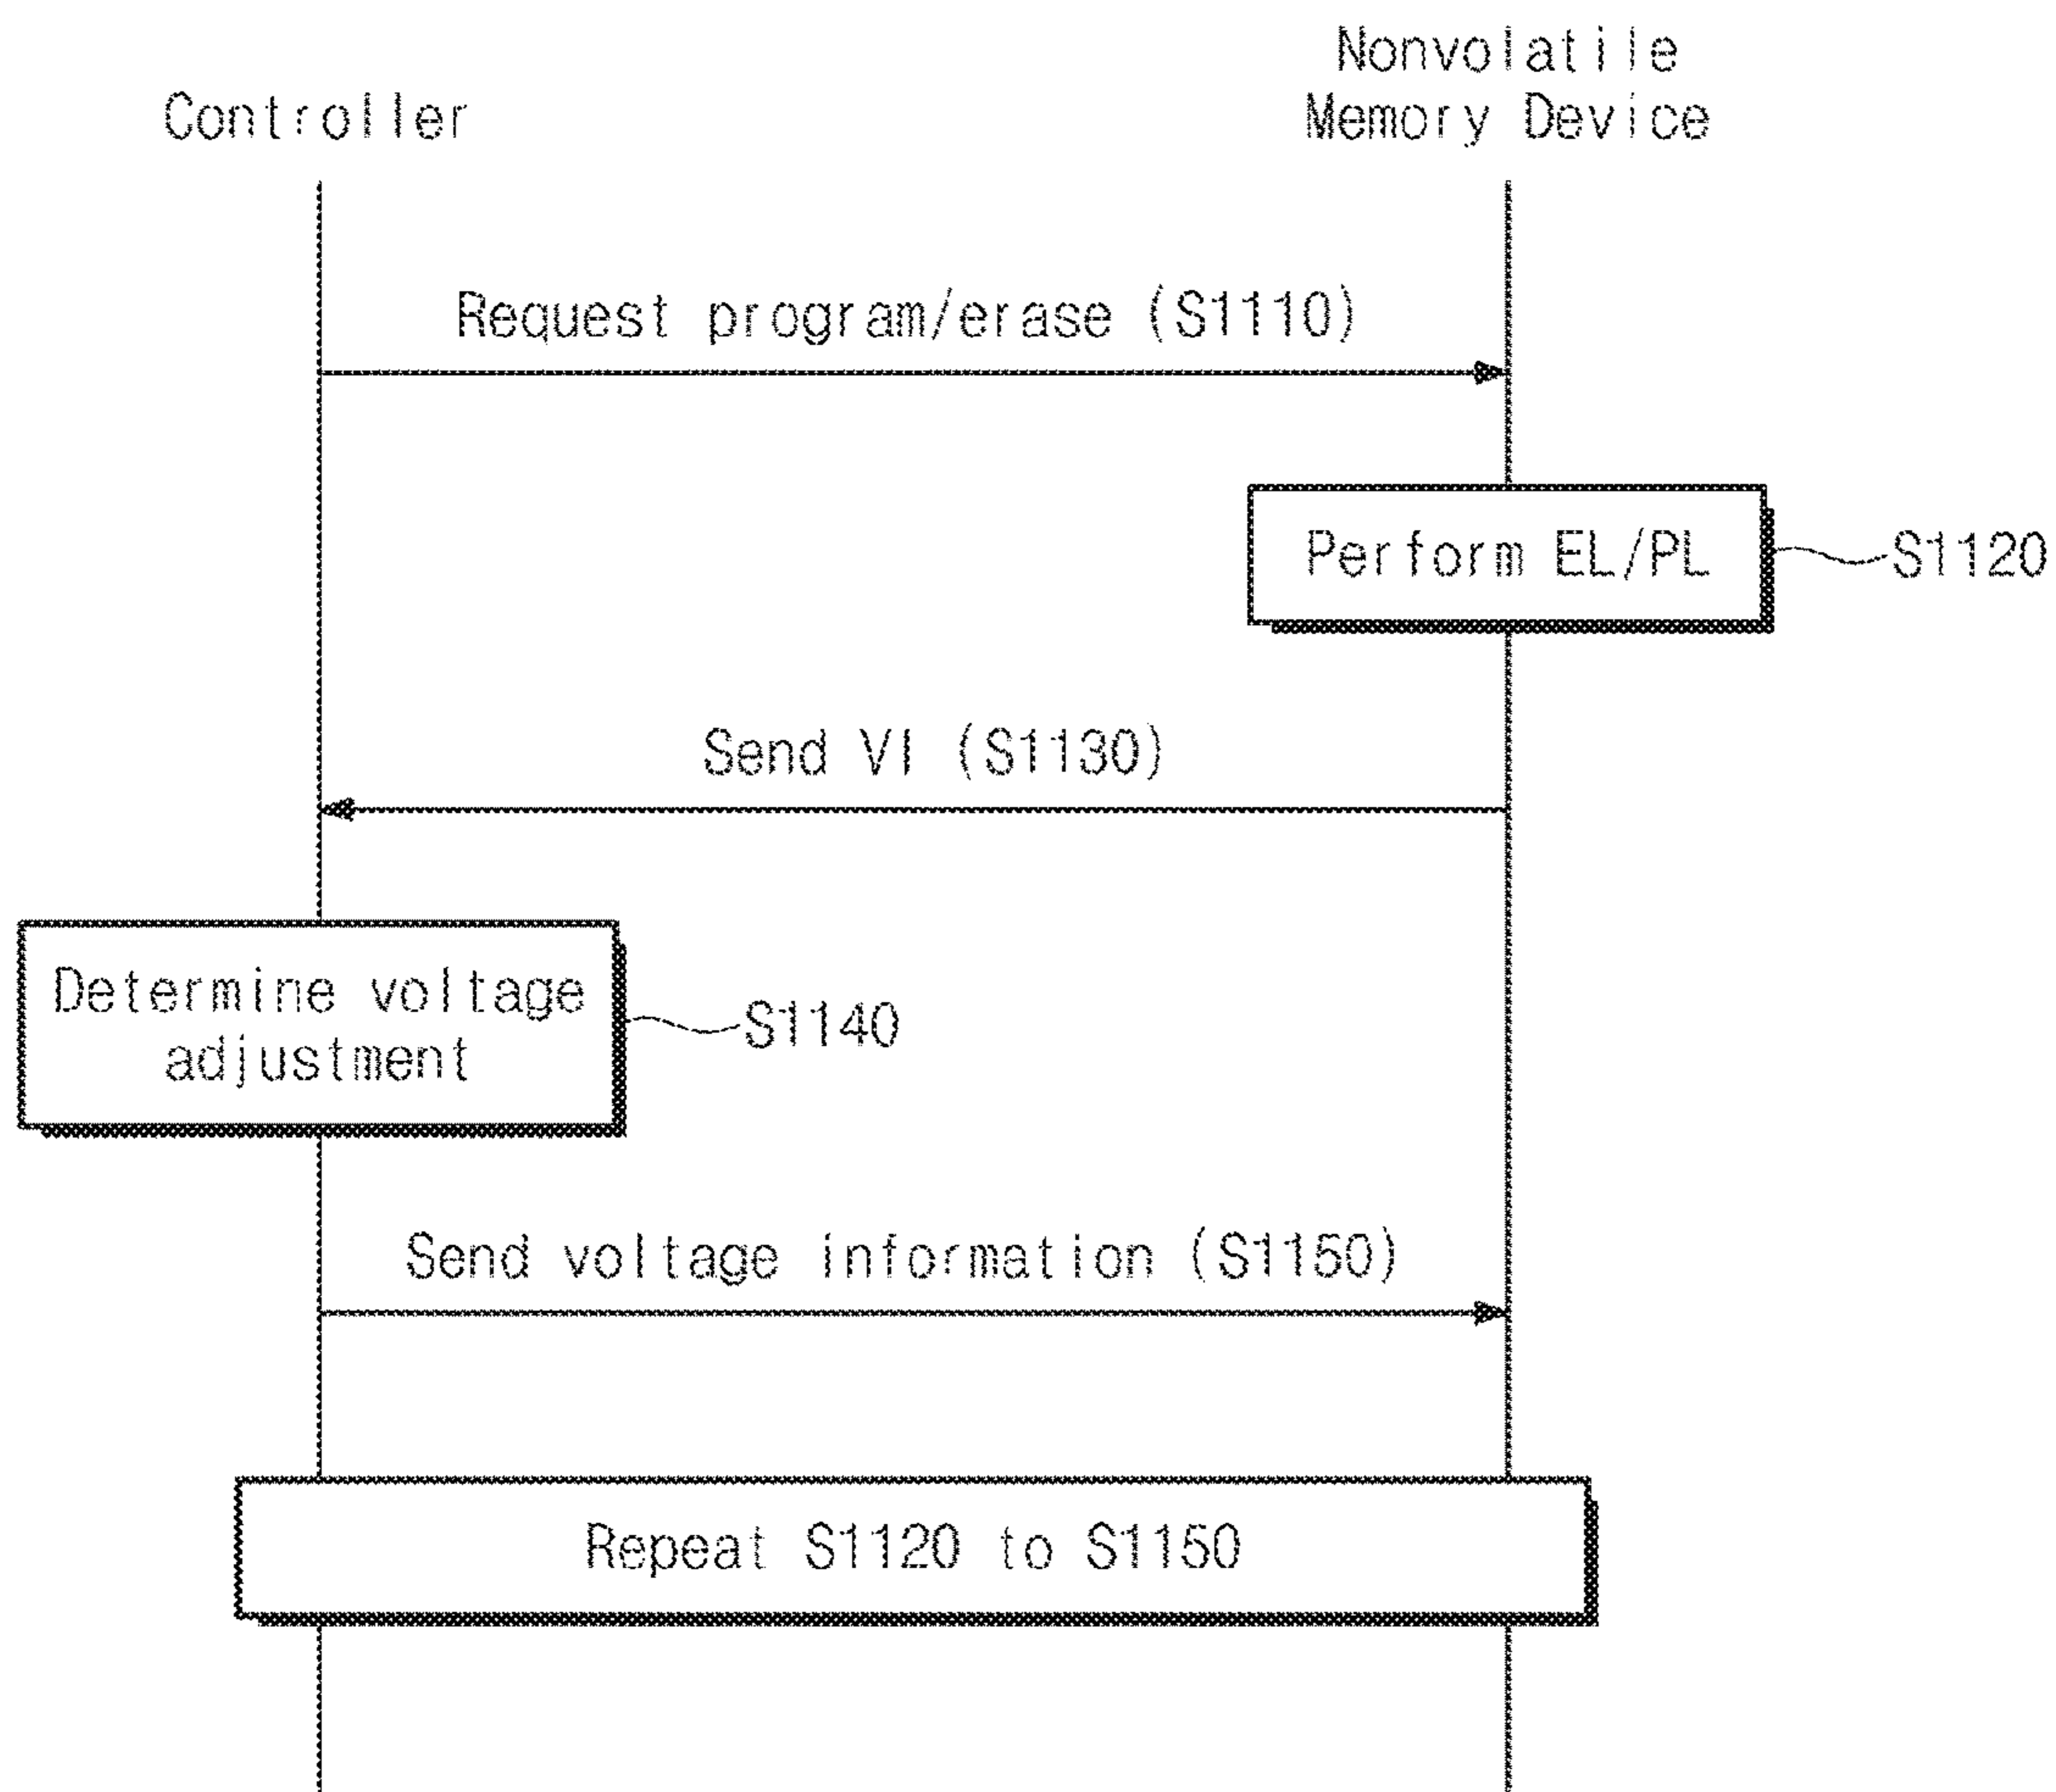 Controller
Nonvolatile
Memory Device
Request program/erase (S1110)
Perform EL/PL
S1120
Send VI (S1130)
Determine voltage
adjustment
S1140
Send voltage information (S1150)
Repeat S1120 to S1150